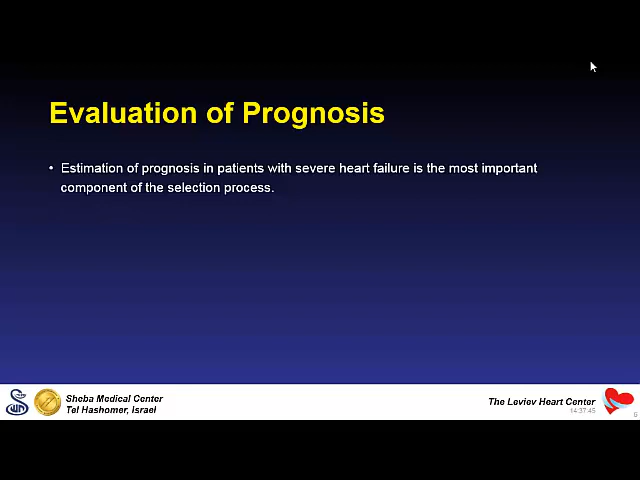 Evaluation of Prognosis
• Estimation of prognosis in patients with severe heart failure is the most important
component of the selection process.
Sheba Medical Center
Tel Hashomer, Israel
The Leviev Heart Center
14:37:45
6